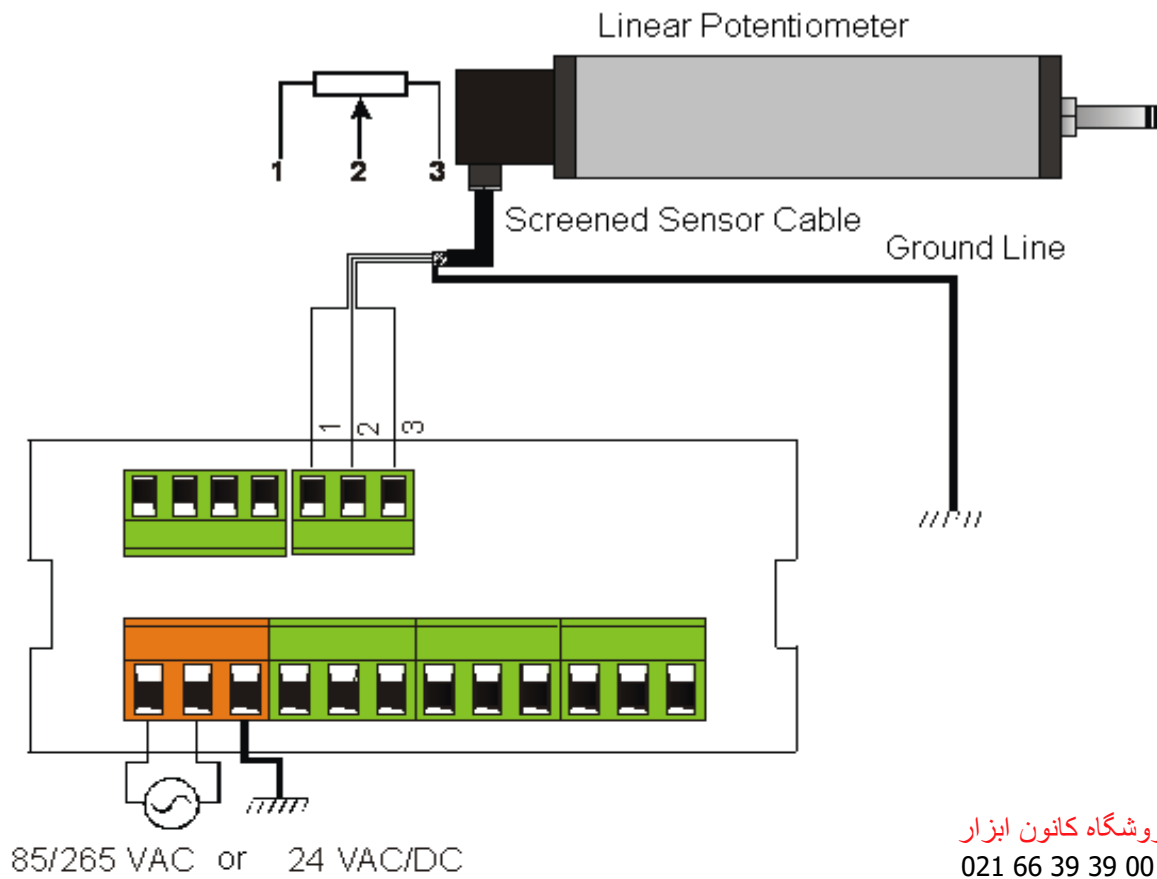 Linear Potentiometer
1 2 3
Screened Sensor Cable
Ground Line
1 2 3
85/265 VAC or 24 VAC/DC
روشگاه کانون ابزار
021 66 39 39 00